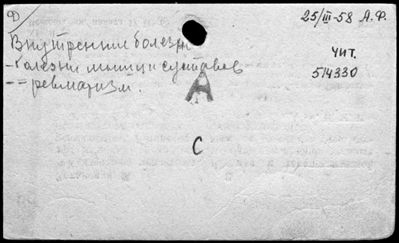 Д
25/III-58 А.Ф.
Внутренние болезни
чит.
- болезни мышц и суставов
514330
- - ревматизм.
А
С